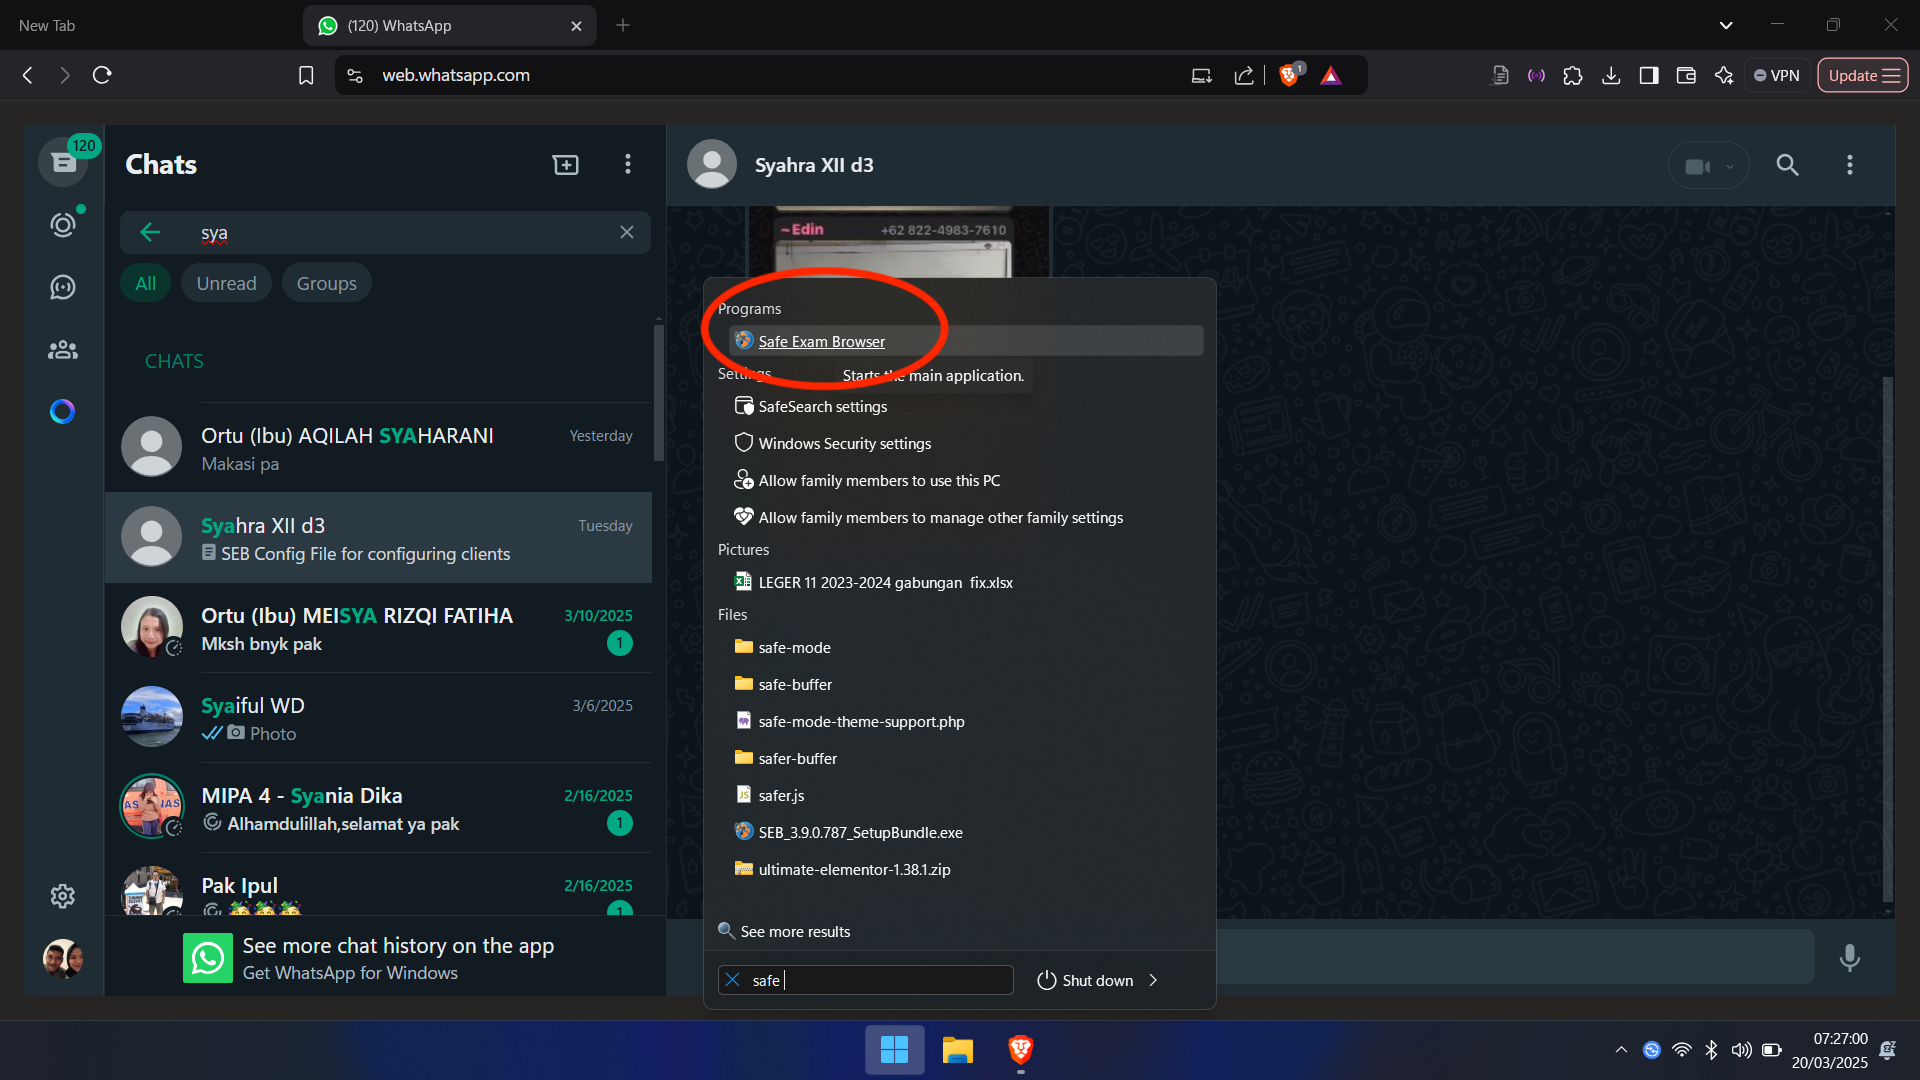 New Tab
(120) WhatsApp
web.whatsapp.com
1
VPN
Update
120
Chats
sya
All
Unread
Groups
CHATS
Ortu (Ibu) AQILAH SYAHARANI
Yesterday
Makasi pa
Syahra XII d3
Tuesday
SEB Config File for configuring clients
Ortu (Ibu) MEISYA RIZQI FATIHA
3/10/2025
Mksh bnyk pak
1
Syaiful WD
3/6/2025
Photo
MIPA 4 - Syania Dika
2/16/2025
Alhamdulillah,selamat ya pak
1
Pak Ipul
2/16/2025
1
See more chat history on the app
Get WhatsApp for Windows
Syahra XII d3
~Edin
+62 822-4983-7610
Programs
Safe Exam Browser
Settings
Starts the main application.
SafeSearch settings
Windows Security settings
Allow family members to use this PC
Allow family members to manage other family settings
Pictures
LEGER 11 2023-2024 gabungan fix.xlsx
Files
safe-mode
safe-buffer
safe-mode-theme-support.php
safer-buffer
safer.js
SEB_3.9.0.787_SetupBundle.exe
ultimate-elementor-1.38.1.zip
See more results
safe
Shut down
07:27:00
20/03/2025